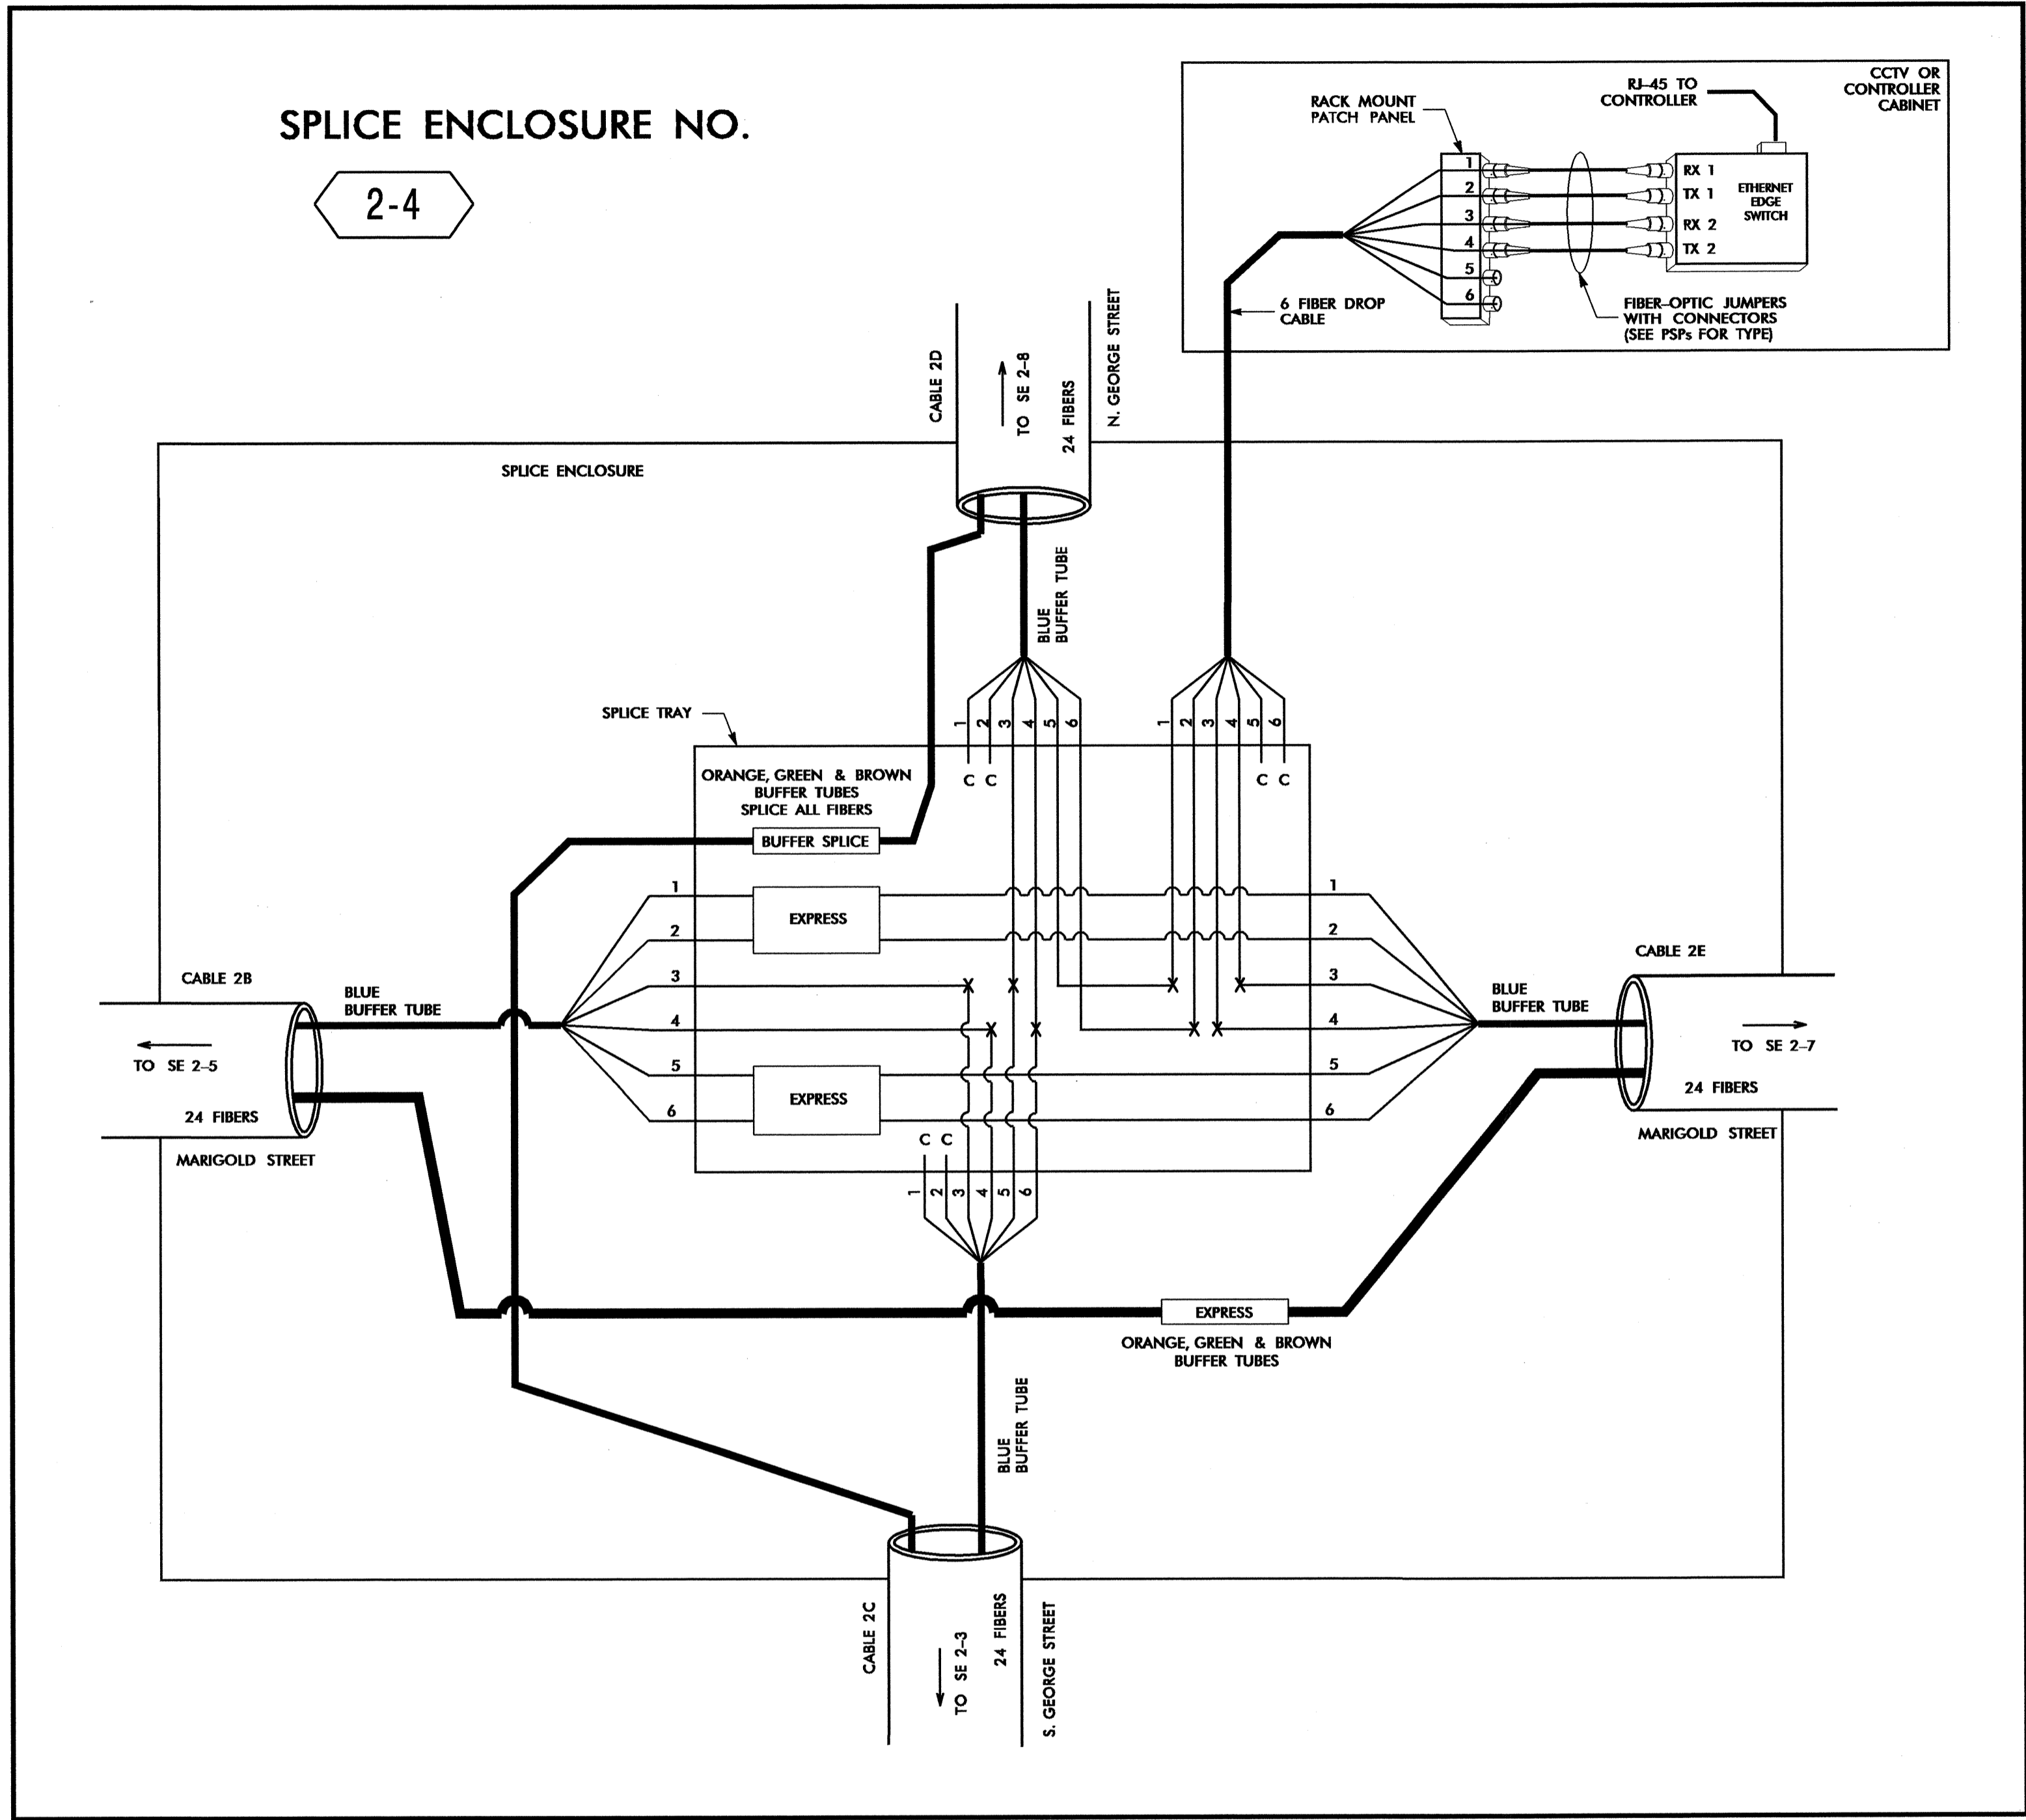 SPLICE ENCLOSURE NO.
2-4
CCTV OR
CONTROLLER
CABINET
RJ-45 TO
CONTROLLER
RACK MOUNT
PATCH PANEL
1
2
3
4
5
6
RX 1
TX 1
RX 2
TX 2
ETHERNET
EDGE
SWITCH
6 FIBER DROP
CABLE
FIBER-OPTIC JUMPERS
WITH CONNECTORS
(SEE PSPs FOR TYPE)
CABLE 2D
TO SE 2-8
24 FIBERS
N. GEORGE STREET
SPLICE ENCLOSURE
BLUE
BUFFER TUBE
SPLICE TRAY
1 2 3 4 5 6
1 2 3 4 5 6
C C
C C
ORANGE, GREEN & BROWN
BUFFER TUBES
SPLICE ALL FIBERS
BUFFER SPLICE
1
2
3
4
5
6
EXPRESS
EXPRESS
1
2
3
4
5
6
CABLE 2B
BLUE
BUFFER TUBE
TO SE 2-5
24 FIBERS
MARIGOLD STREET
CABLE 2E
BLUE
BUFFER TUBE
TO SE 2-7
24 FIBERS
MARIGOLD STREET
C C
1 2 3 4 5 6
EXPRESS
ORANGE, GREEN & BROWN
BUFFER TUBES
BLUE
BUFFER TUBE
CABLE 2C
TO SE 2-3
24 FIBERS
S. GEORGE STREET